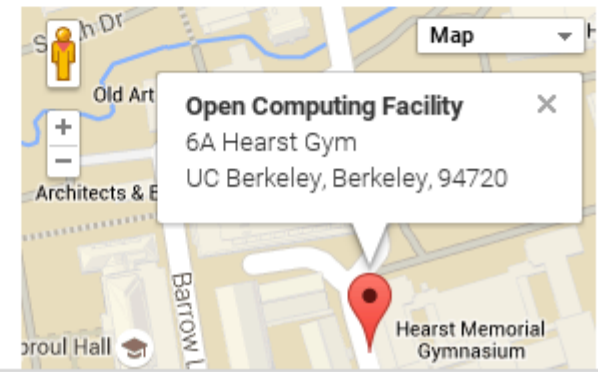 Map
Old Art
Open Computing Facility
6A Hearst Gym
UC Berkeley, Berkeley, 94720
Architects & E
Barrow L
proul Hall
Hearst Memorial
Gymnasium